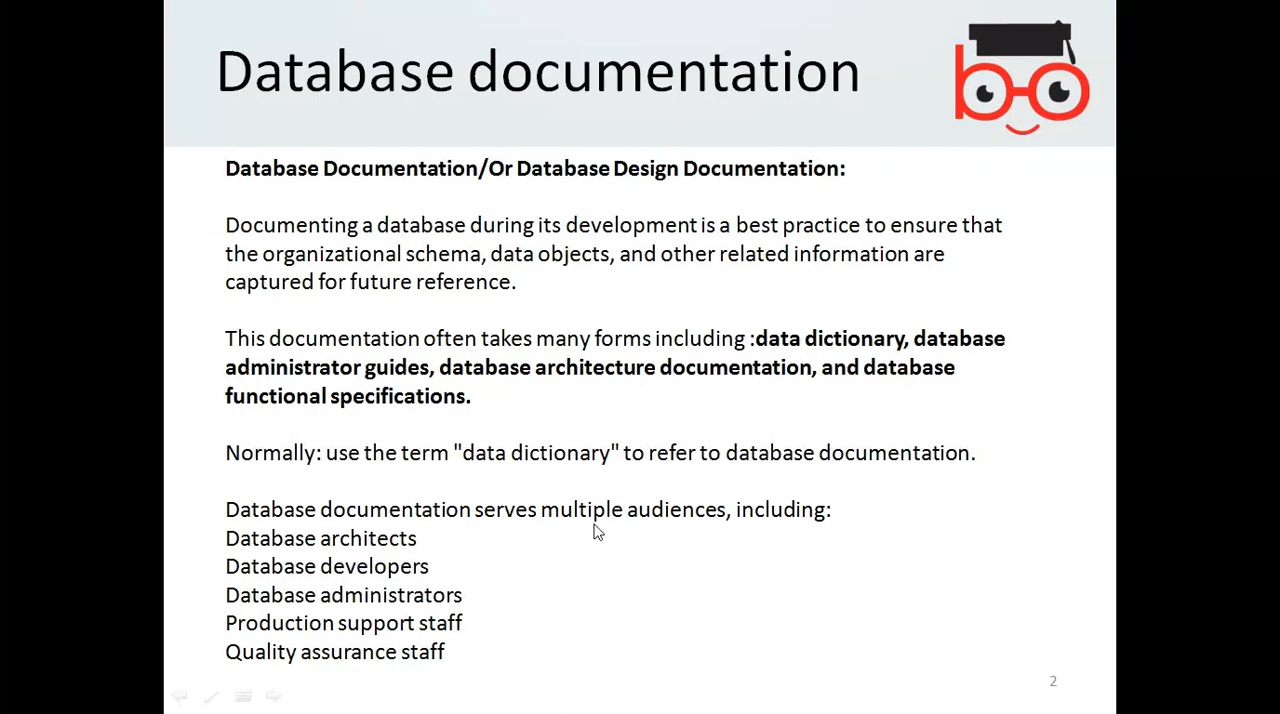 Database documentation
Database Documentation/Or Database Design Documentation:
Documenting a database during its development is a best practice to ensure that
the organizational schema, data objects, and other related information are
captured for future reference.
This documentation often takes many forms including :data dictionary, database
administrator guides, database architecture documentation, and database
functional specifications.
Normally: use the term "data dictionary" to refer to database documentation.
Database documentation serves multiple audiences, including:
Database architects
Database developers
Database administrators
Production support staff
Quality assurance staff
2